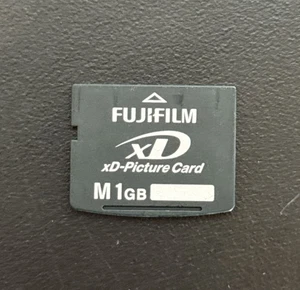 FUJIFILM
xD
xD-Picture Card
M 1GB